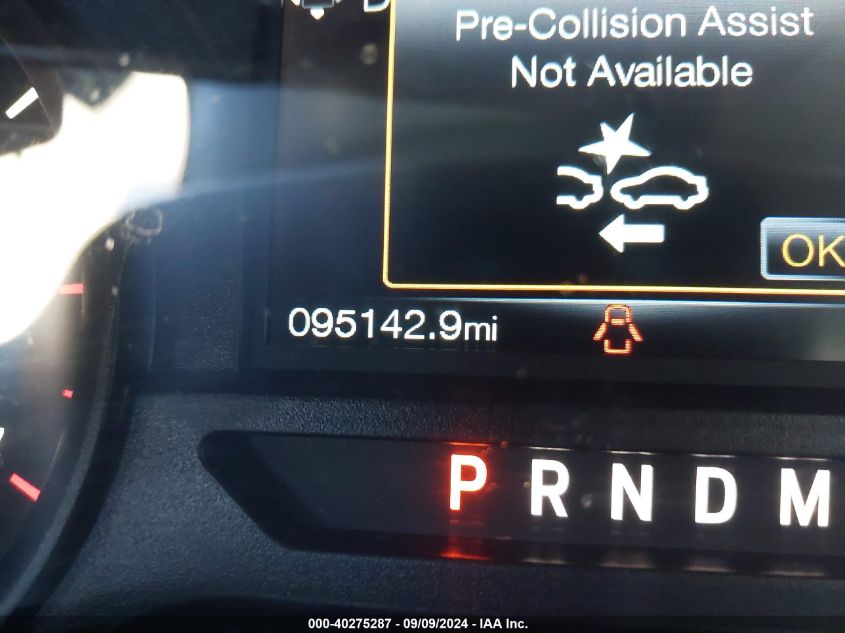 Pre-Collision Assist
Not Available
OK
095142.9mi
P R N D M
000-40275287 - 09/09/2024 - IAA Inc.